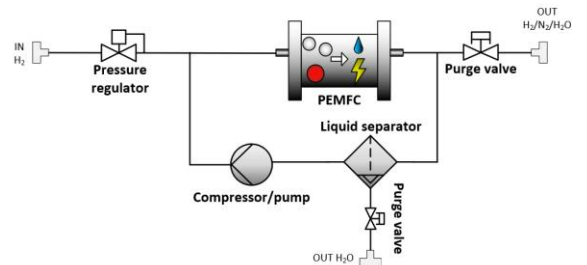 OUT
H₂/N₂/H₂O
IN
H₂
Pressure
regulator
PEMFC
Purge valve
Liquid separator
Compressor/pump
Purge
valve
OUT H₂O